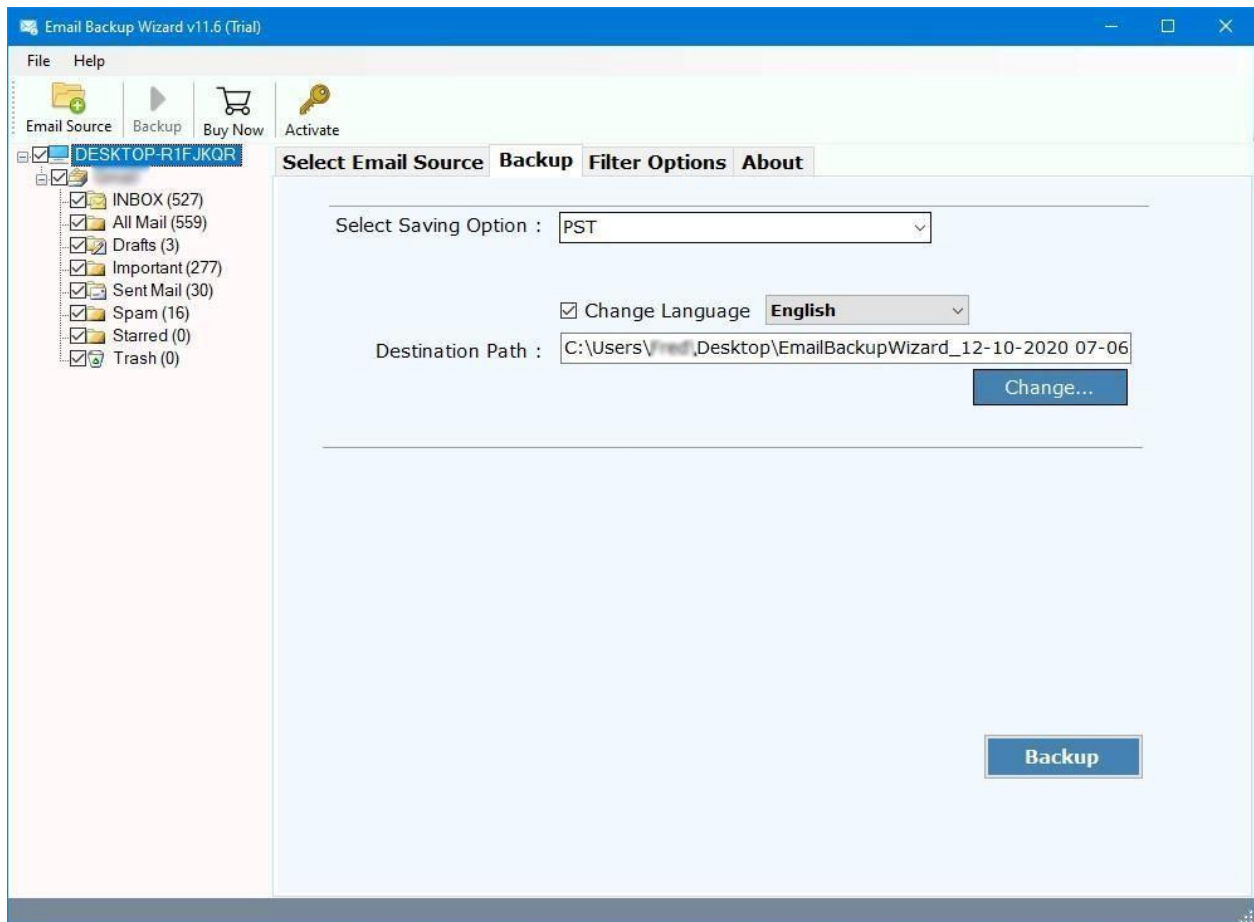 Email Backup Wizard v11.6 (Trial)
File Help
Email Source Backup Buy Now Activate
DESKTOP-R1FJKQR
INBOX (527)
All Mail (559)
Drafts (3)
Important (277)
Sent Mail (30)
Spam (16)
Starred (0)
Trash (0)
Select Email Source Backup Filter Options About
Select Saving Option : PST
Change Language English
Destination Path : C:\Users\ \Desktop\EmailBackupWizard_12-10-2020 07-06
Change...
Backup